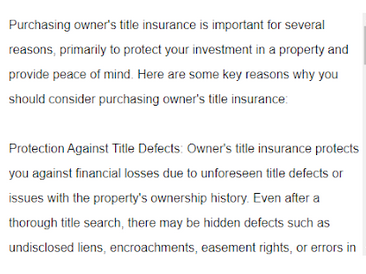 Purchasing owner's title insurance is important for several
reasons, primarily to protect your investment in a property and
provide peace of mind. Here are some key reasons why you
should consider purchasing owner's title insurance:
Protection Against Title Defects: Owner's title insurance protects
you against financial losses due to unforeseen title defects or
issues with the property's ownership history. Even after a
thorough title search, there may be hidden defects such as
undisclosed liens, encroachments, easement rights, or errors in